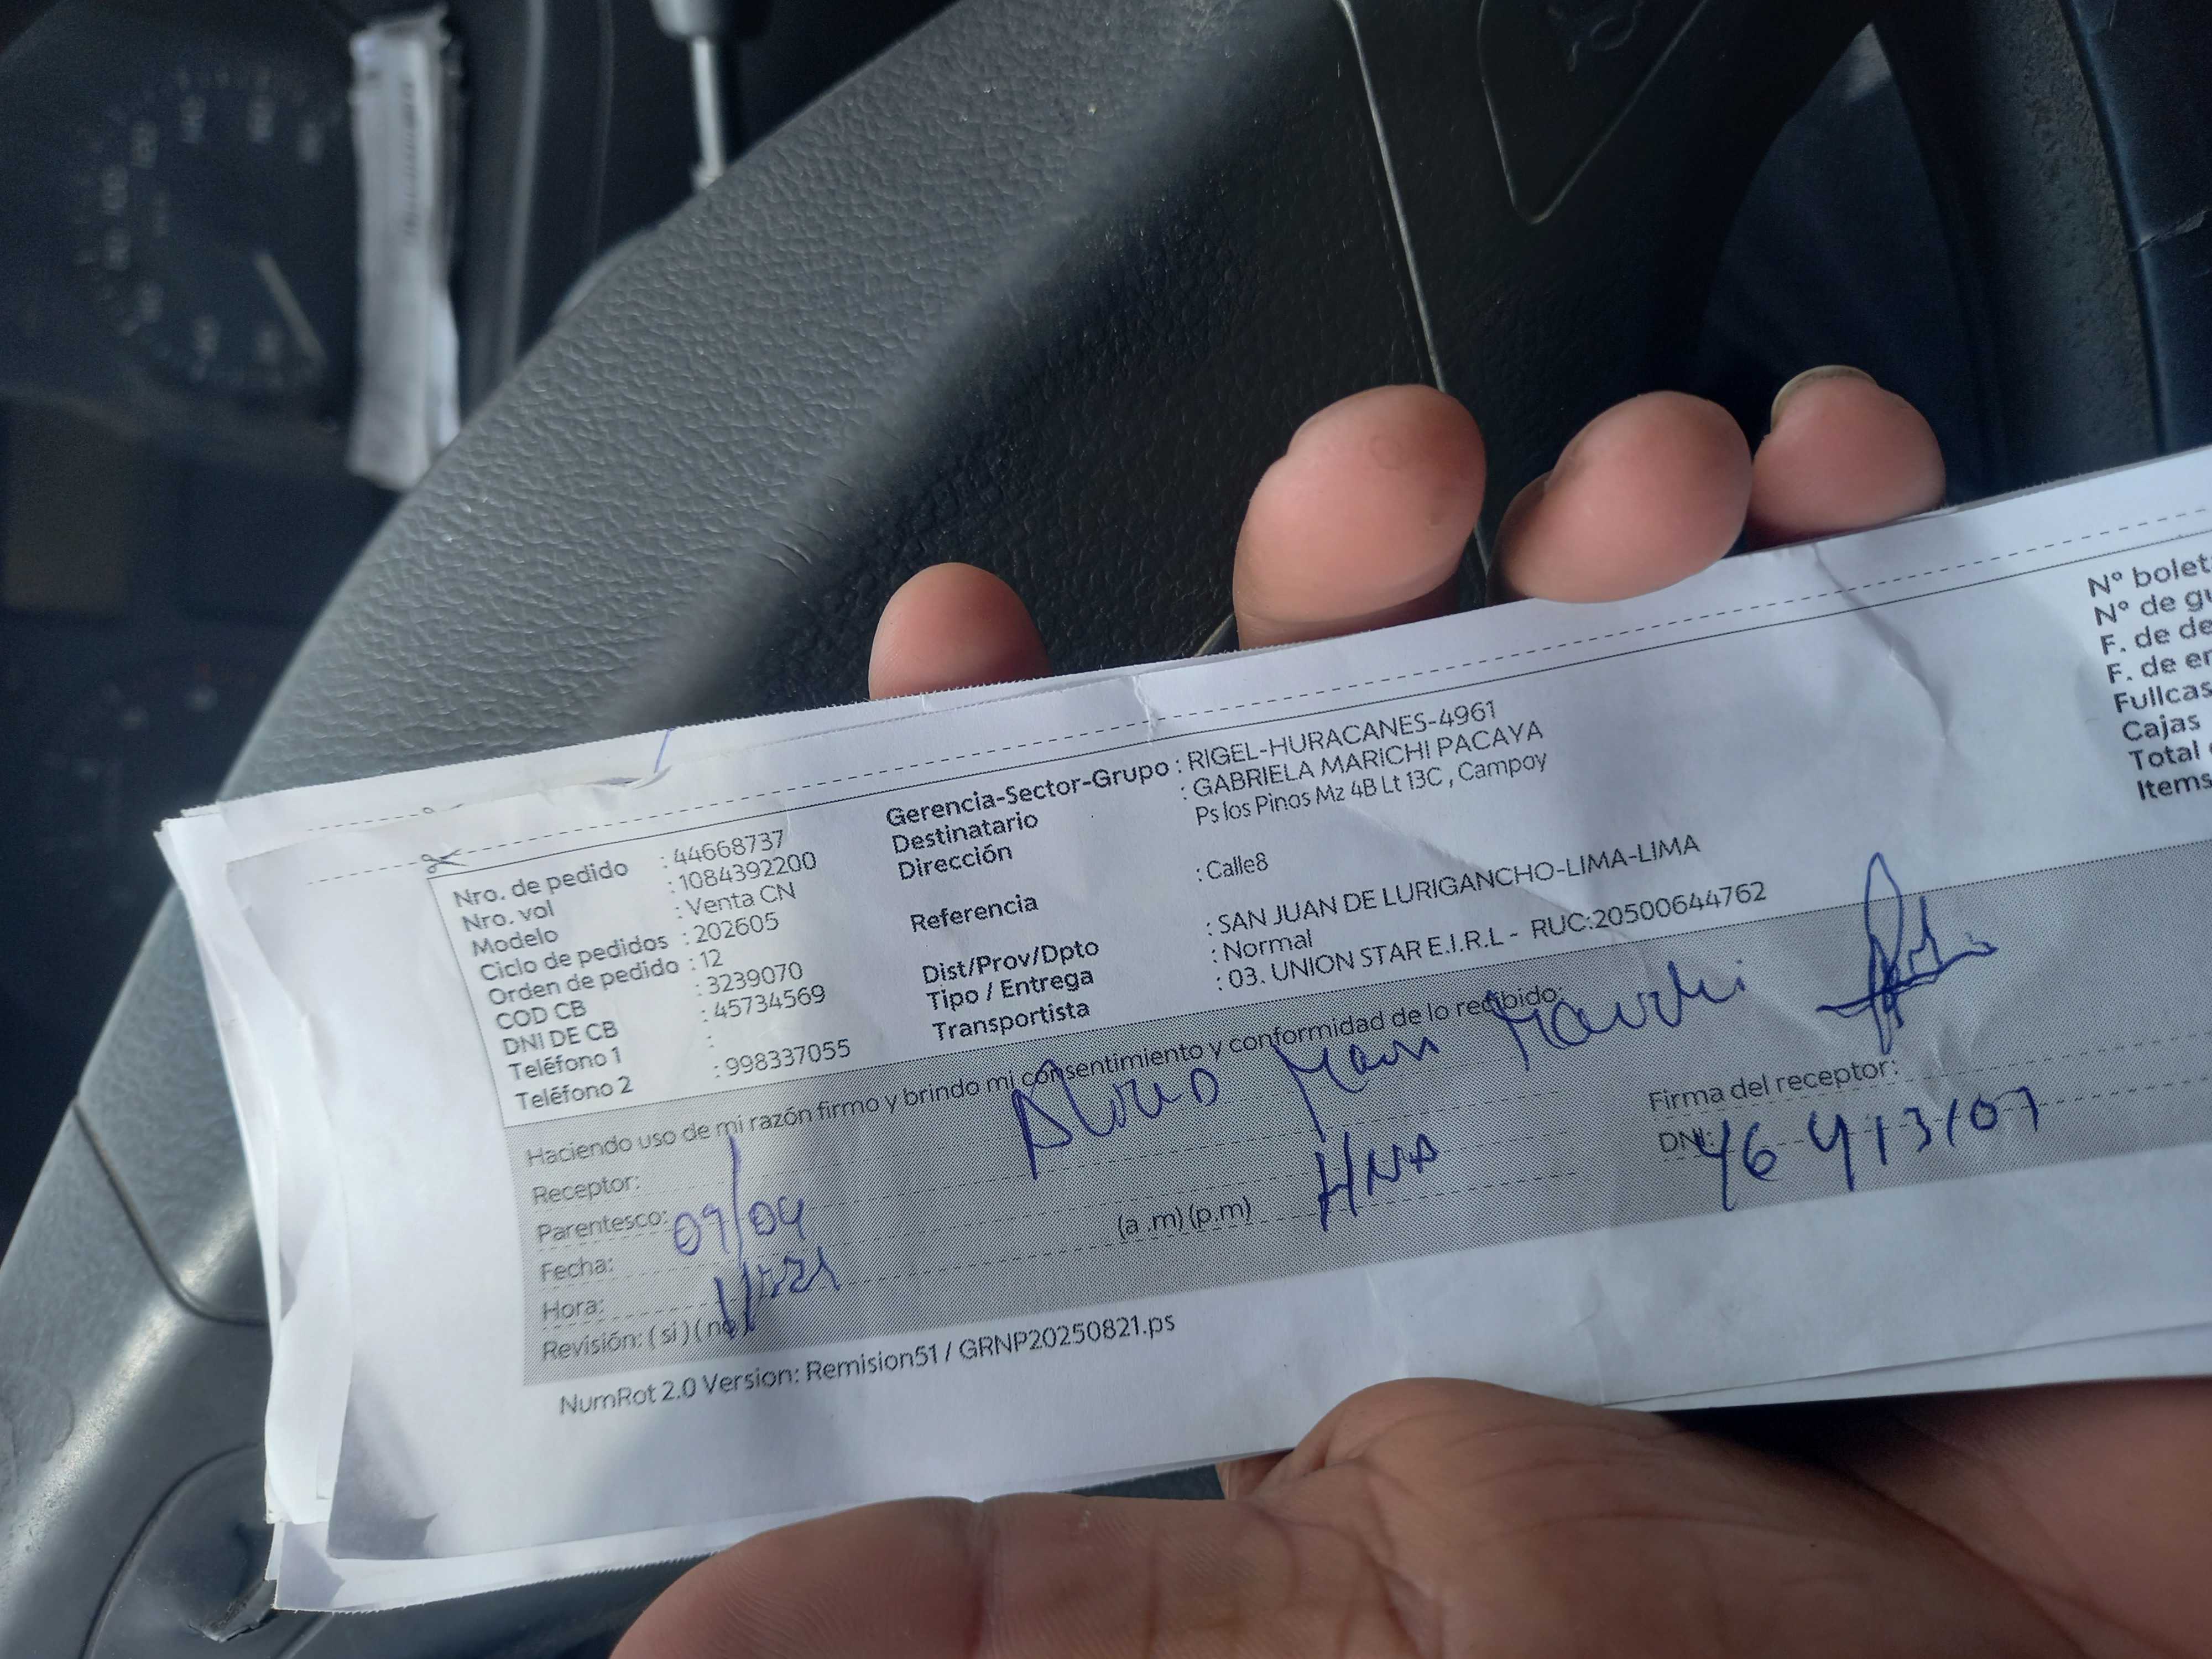 Nro. de pedido : 44668737
Nro. vol : 1084392200
Modelo : Venta CN
Ciclo de pedidos : 202605
Orden de pedido : 12
COD CB : 3239070
DNI DE CB : 45734569
Teléfono 1 :
Teléfono 2 : 998337055
Gerencia-Sector-Grupo : RIGEL-HURACANES-4961
Destinatario : GABRIELA MARICHI PACAYA
Dirección Ps los Pinos Mz 4B Lt 13C , Campoy
Referencia : Calle8
Dist/Prov/Dpto : SAN JUAN DE LURIGANCHO-LIMA-LIMA
Tipo / Entrega : Normal
Transportista : 03. UNION STAR E.I.R.L - RUC:20500644762
N° bolet
N° de gu
F. de de
F. de en
Fullcas
Cajas
Total
Items
Haciendo uso de mi razón firmo y brindo mi consentimiento y conformidad de lo recibido:
Receptor: Marichi
Parentesco: HNA
Fecha: 09/04
Hora: (a .m) (p.m)
Revisión: ( si ) ( no )
Firma del receptor:
DNI: 46413107
NumRot 2.0 Version: Remision51 / GRNP20250821.ps